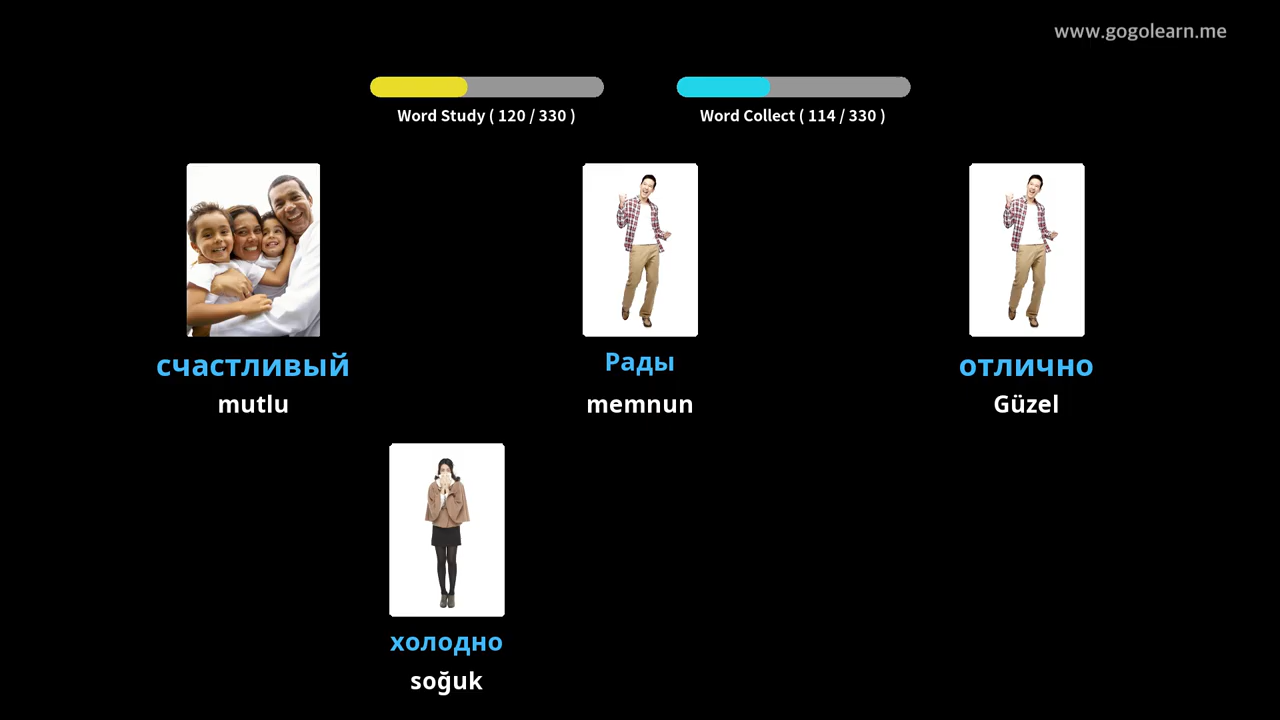 www.gogolearn.me
Word Study ( 120 / 330 )
Word Collect ( 114 / 330 )
счастливый
mutlu
Рады
memnun
отлично
Güzel
холодно
soğuk